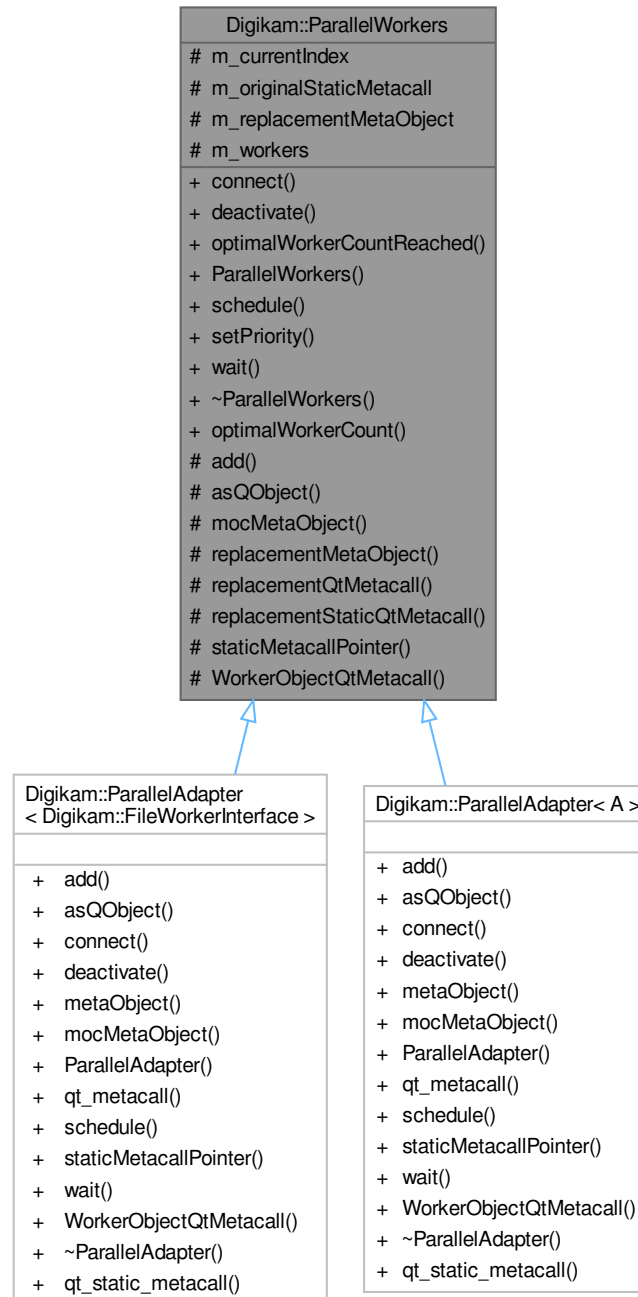 Digikam::ParallelWorkers
# m_currentIndex
# m_originalStaticMetacall
# m_replacementMetaObject
# m_workers
+ connect()
+ deactivate()
+ optimalWorkerCountReached()
+ ParallelWorkers()
+ schedule()
+ setPriority()
+ wait()
+ ~ParallelWorkers()
+ optimalWorkerCount()
# add()
# asQObject()
# mocMetaObject()
# replacementMetaObject()
# replacementQtMetacall()
# replacementStaticQtMetacall()
# staticMetacallPointer()
# WorkerObjectQtMetacall()
Digikam::ParallelAdapter
< Digikam::FileWorkerInterface >
+ add()
+ asQObject()
+ connect()
+ deactivate()
+ metaObject()
+ mocMetaObject()
+ ParallelAdapter()
+ qt_metacall()
+ schedule()
+ staticMetacallPointer()
+ wait()
+ WorkerObjectQtMetacall()
+ ~ParallelAdapter()
+ qt_static_metacall()
Digikam::ParallelAdapter< A >
+ add()
+ asQObject()
+ connect()
+ deactivate()
+ metaObject()
+ mocMetaObject()
+ ParallelAdapter()
+ qt_metacall()
+ schedule()
+ staticMetacallPointer()
+ wait()
+ WorkerObjectQtMetacall()
+ ~ParallelAdapter()
+ qt_static_metacall()